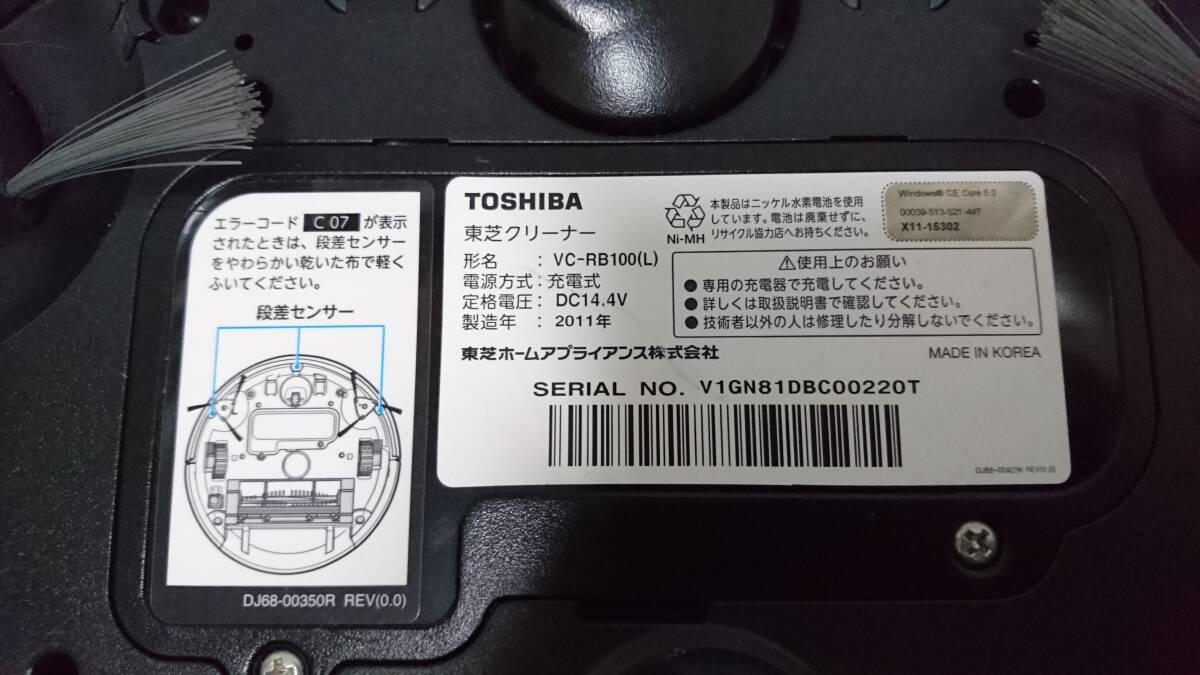 エラーコード C 07 が表示
されたときは、段差センサー
をやわらかい乾いた布で軽く
ふいてください。
段差センサー
DJ68-00350R REV(0.0)
TOSHIBA
東芝クリーナー
形名 : VC-RB100(L)
電源方式 : 充電式
定格電圧 : DC14.4V
製造年 : 2011年
東芝ホームアプライアンス株式会社
Ni-MH
本製品はニッケル水素電池を使用
しています。電池は廃棄せずに、
リサイクル協力店へお持ちください。
Windows® CE Core 5.0
00039-513-521-447
X11-15302
⚠使用上のお願い
● 専用の充電器で充電してください。
● 詳しくは取扱説明書で確認してください。
● 技術者以外の人は修理したり分解しないでください。
MADE IN KOREA
SERIAL NO. V1GN81DBC00220T